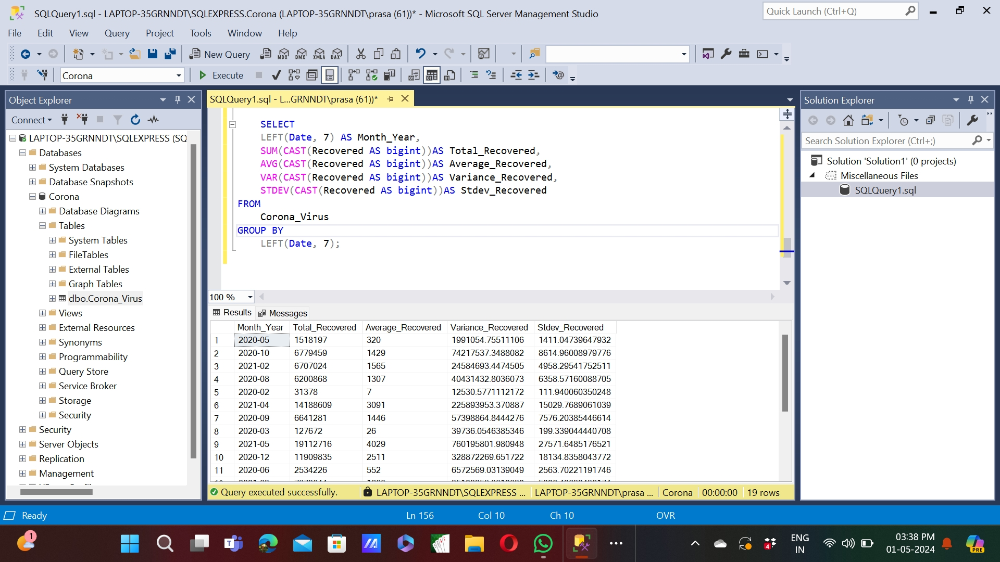 SQLQuery1.sql - LAPTOP-35GRNNDT\SQLEXPRESS.Corona (LAPTOP-35GRNNDT\prasa (61))* - Microsoft SQL Server Management Studio
Quick Launch (Ctrl+Q)
File Edit View Query Project Tools Window Help
New Query MDX DMX XMLA DAX
Corona Execute
Object Explorer
Connect
LAPTOP-35GRNNDT\SQLEXPRESS (SQ
Databases
System Databases
Database Snapshots
Corona
Database Diagrams
Tables
System Tables
FileTables
External Tables
Graph Tables
dbo.Corona_Virus
Views
External Resources
Synonyms
Programmability
Query Store
Service Broker
Storage
Security
Security
Server Objects
Replication
Management
SQLQuery1.sql - L...GRNNDT\prasa (61))*
SELECT
LEFT(Date, 7) AS Month_Year,
SUM(CAST(Recovered AS bigint))AS Total_Recovered,
AVG(CAST(Recovered AS bigint))AS Average_Recovered,
VAR(CAST(Recovered AS bigint))AS Variance_Recovered,
STDEV(CAST(Recovered AS bigint))AS Stdev_Recovered
FROM
Corona_Virus
GROUP BY
LEFT(Date, 7);
100 %
Results Messages
Month_Year Total_Recovered Average_Recovered Variance_Recovered Stdev_Recovered
1 2020-05 1518197 320 1991054.75511106 1411.04739647932
2 2020-10 6779459 1429 74217537.3488082 8614.96008979776
3 2021-02 6707024 1565 24584693.4474505 4958.29541752511
4 2020-08 6200868 1307 40431432.8036073 6358.57160088705
5 2020-02 31378 7 12530.5771112172 111.940060350248
6 2021-04 14188609 3091 225893953.370887 15029.7689061039
7 2020-09 6641281 1446 57398864.8444276 7576.20385446614
8 2020-03 127672 26 39736.0546385346 199.339044440708
9 2021-05 19112716 4029 760195801.980948 27571.6485176521
10 2020-12 11909835 2511 328872269.651722 18134.8358043772
11 2020-06 2534226 552 6572569.03139049 2563.70221191746
Query executed successfully. LAPTOP-35GRNNDT\SQLEXPRESS ... LAPTOP-35GRNNDT\prasa ... Corona 00:00:00 19 rows
Solution Explorer
Search Solution Explorer (Ctrl+;)
Solution 'Solution1' (0 projects)
Miscellaneous Files
SQLQuery1.sql
Ready Ln 156 Col 10 Ch 10 OVR
1
4
ENG
IN
03:38 PM
01-05-2024
PRE